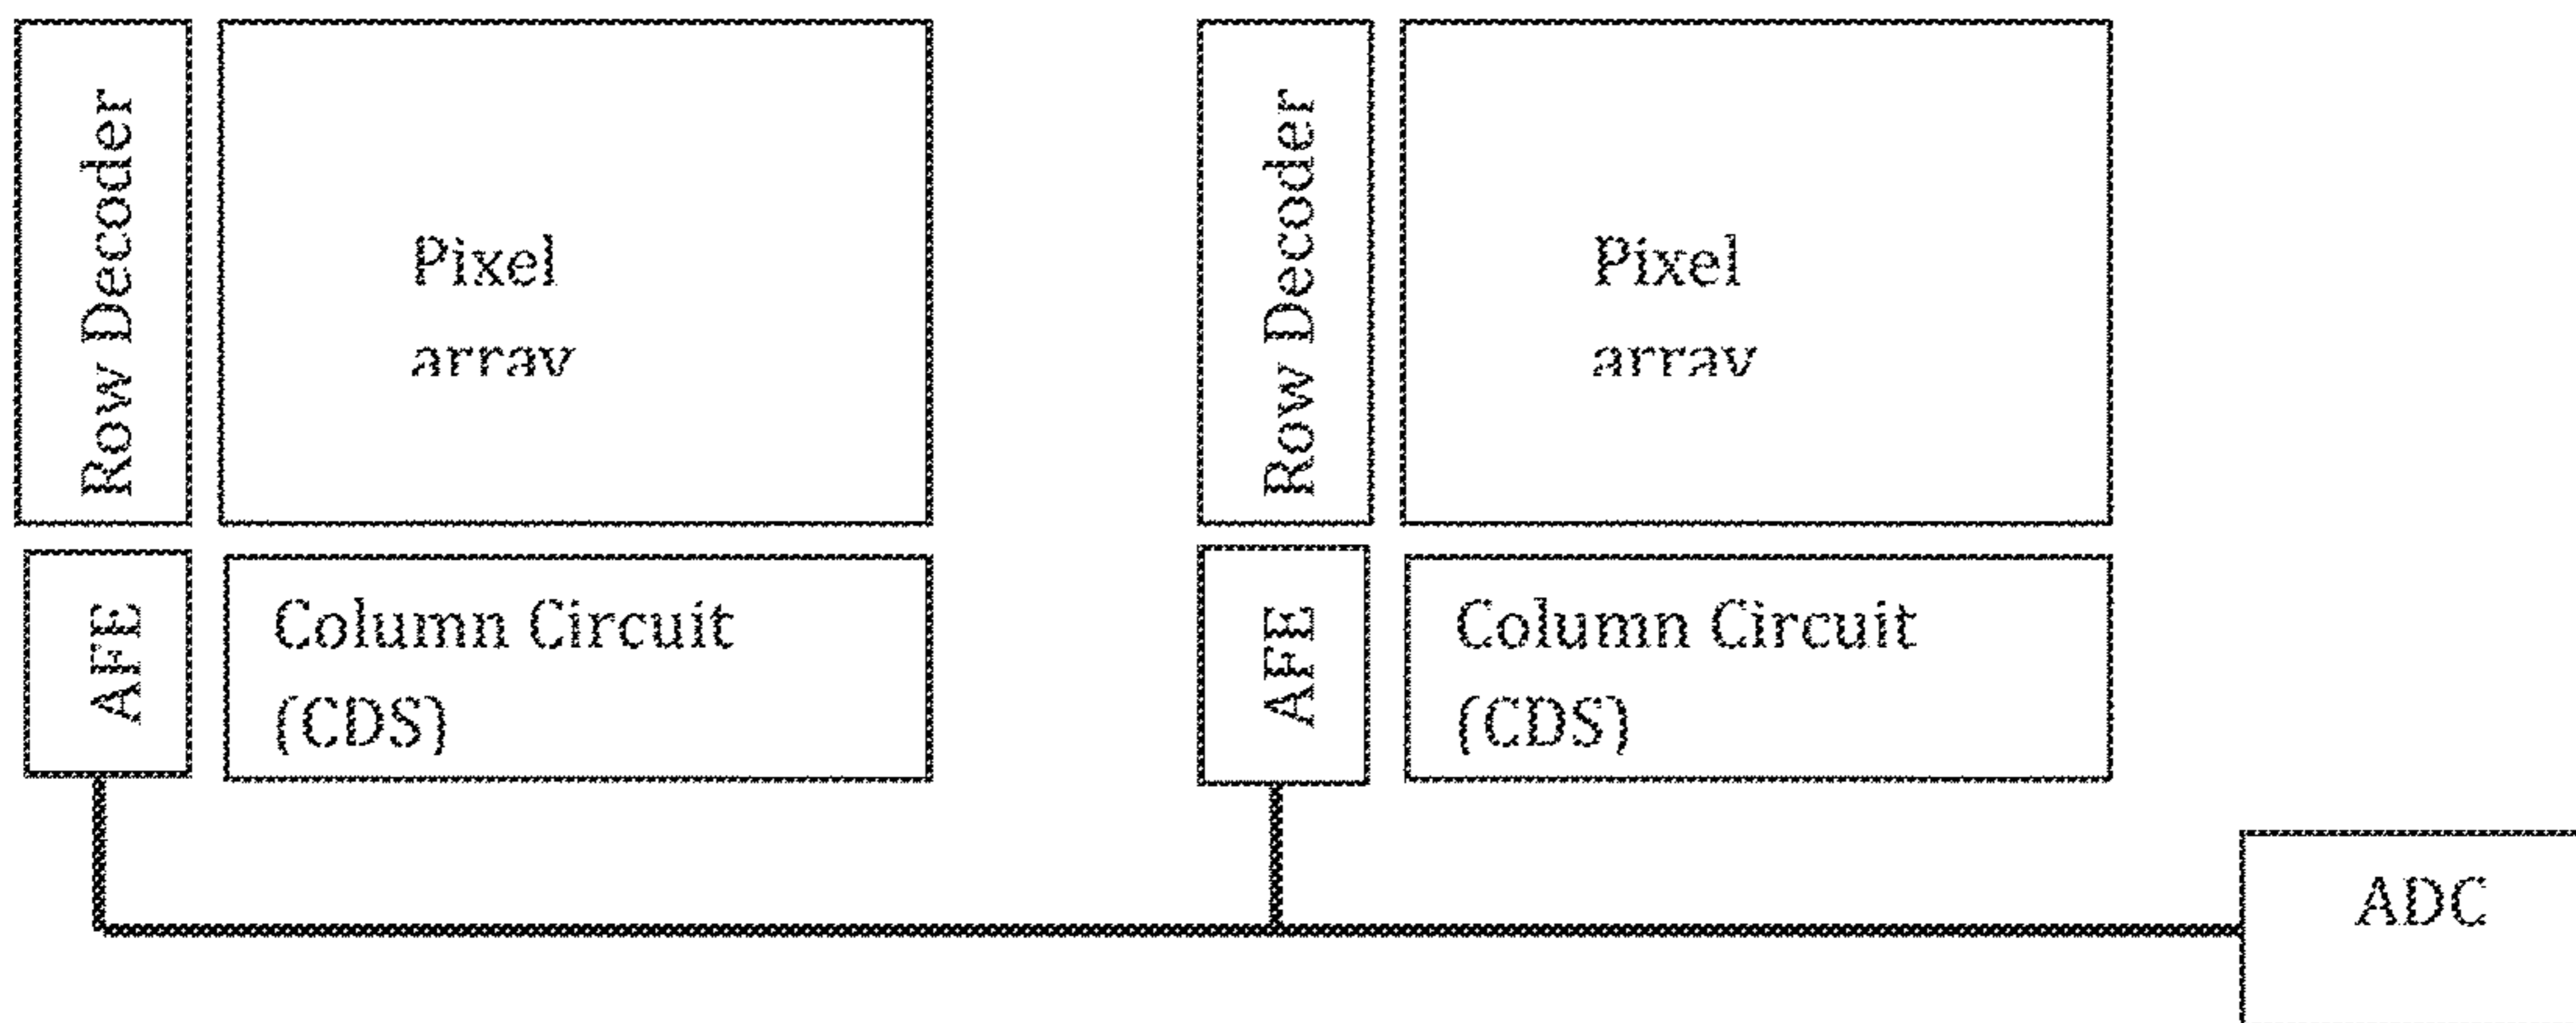 Row Decoder
Pixel
array
AFE
Column Circuit
(CDS)
Row Decoder
Pixel
array
AFE
Column Circuit
(CDS)
ADC